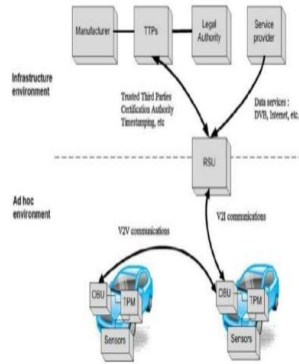 Manufacturer
TTPs
Legal
Authority
Service
provider
Infrastructure
environment
Trusted Third Parties
Certification Authority
Timestamping, etc
Data services :
DVB, Internet, etc.
RSU
Ad hoc
environment
V2I communications
V2V communications
OBU
TPM
Sensors
OBU
TPM
Sensors